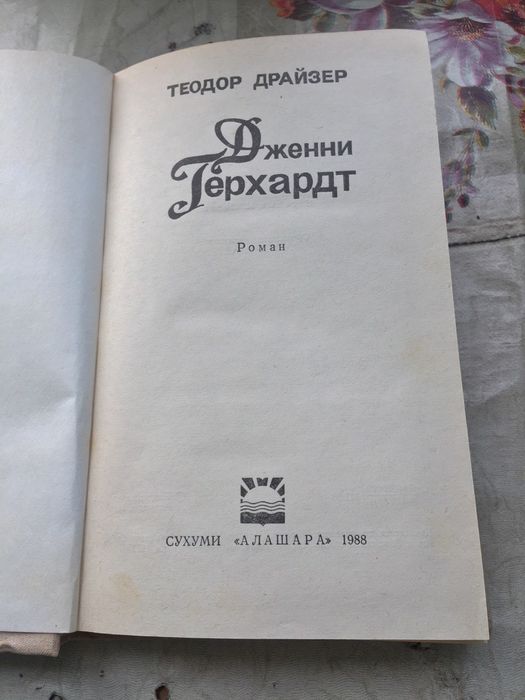 ТЕОДОР ДРАЙЗЕР
Дженни
Герхардт
Роман
СУХУМИ «АЛАШАРА» 1988